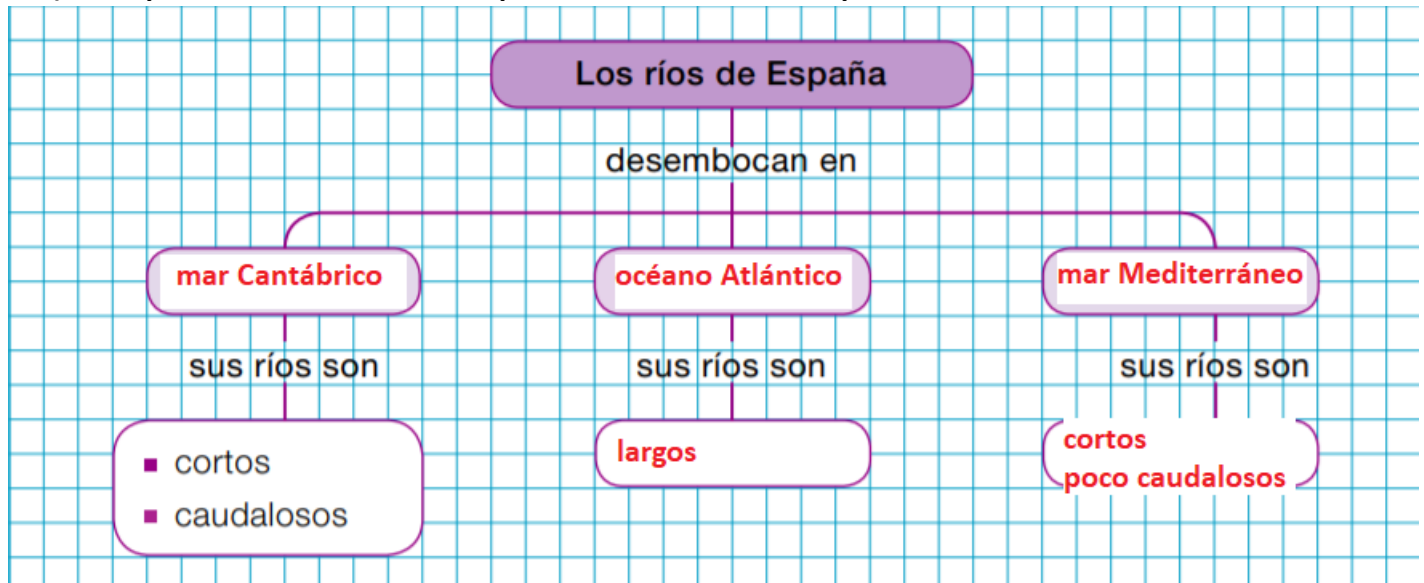 Los ríos de España
desembocan en
mar Cantábrico
océano Atlántico
mar Mediterráneo
sus ríos son
sus ríos son
sus ríos son
cortos
caudalosos
largos
cortos
poco caudalosos